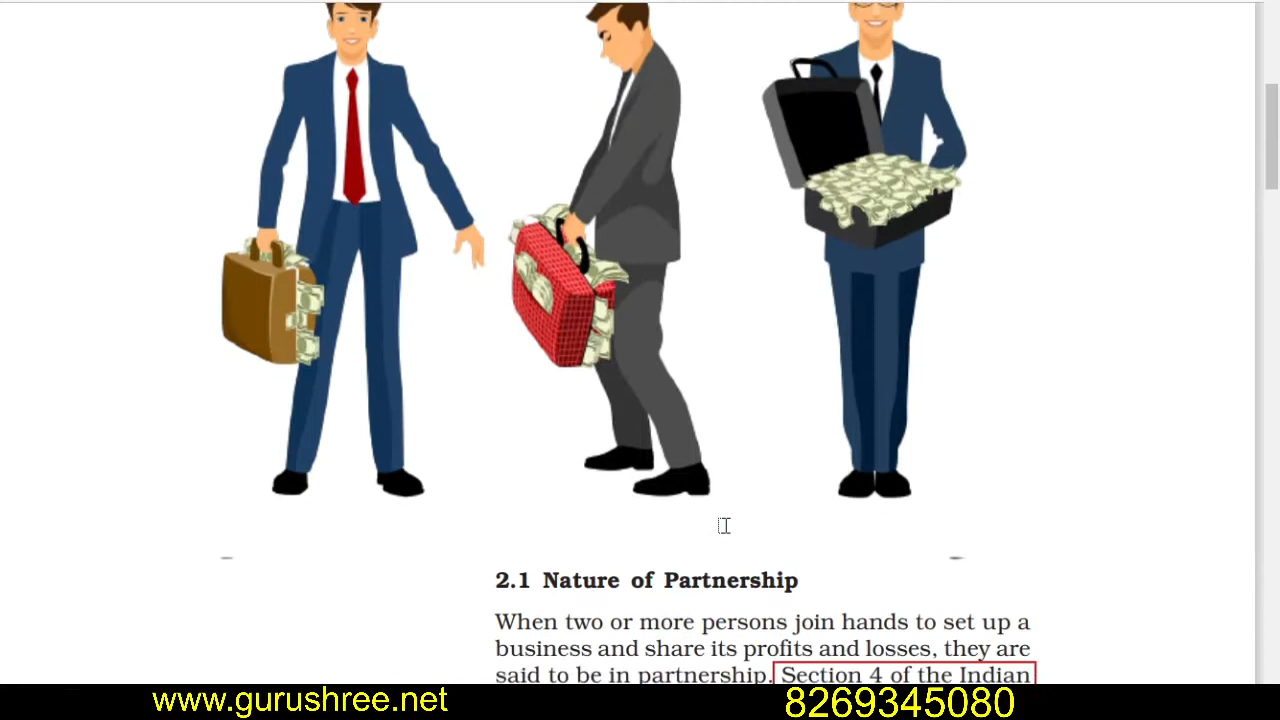 2.1 Nature of Partnership
When two or more persons join hands to set up a
business and share its profits and losses, they are
said to be in partnership. Section 4 of the Indian
www.gurushree.net
8269345080